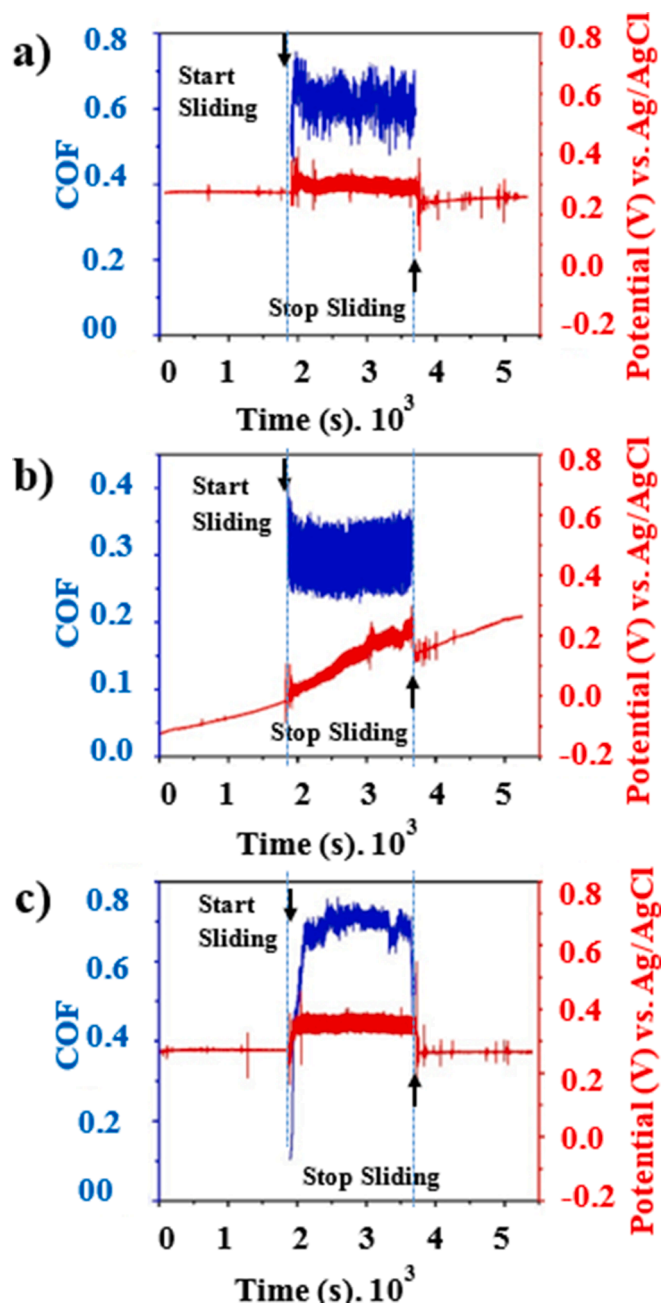 a)
0.8
0.6
0.4
0.2
00
COF
Start
Sliding
Stop Sliding
0.8
0.6
0.4
0.2
0.0
-0.2
Potential (V) vs. Ag/AgCl
0 1 2 3 4 5
Time (s). 10³
b)
0.4
0.3
0.2
0.1
0.0
COF
Start
Sliding
Stop Sliding
0.8
0.6
0.4
0.2
0.0
-0.2
Potential (V) vs. Ag/AgCl
0 1 2 3 4 5
Time (s). 10³
c)
0.8
0.6
0.4
0.2
00
COF
Start
Sliding
Stop Sliding
0.8
0.6
0.4
0.2
0.0
-0.2
Potential (V) vs. Ag/AgCl
0 1 2 3 4 5
Time (s). 10³